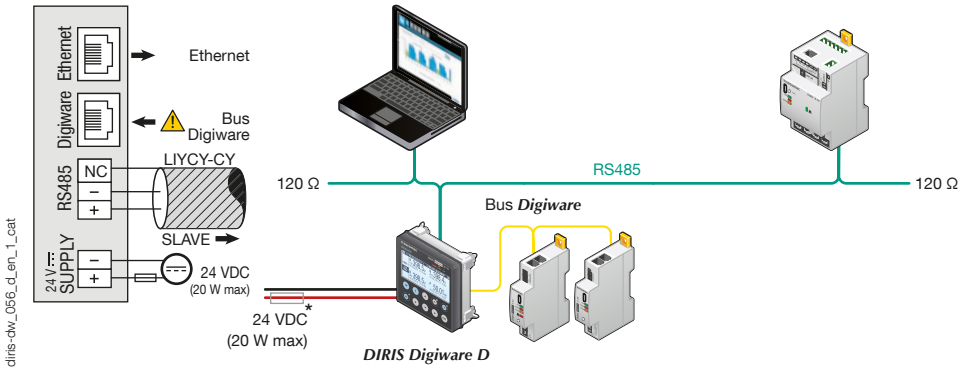 Ethernet
Ethernet
Digiware
Bus
Digiware
LIYCY-CY
RS485
NC
–
+
SLAVE
24 V
SUPPLY
–
+
24 VDC
(20 W max)
diris-dw_056_d_en_1_cat
120 Ω
RS485
120 Ω
Bus Digiware
*
24 VDC
(20 W max)
DIRIS Digiware D